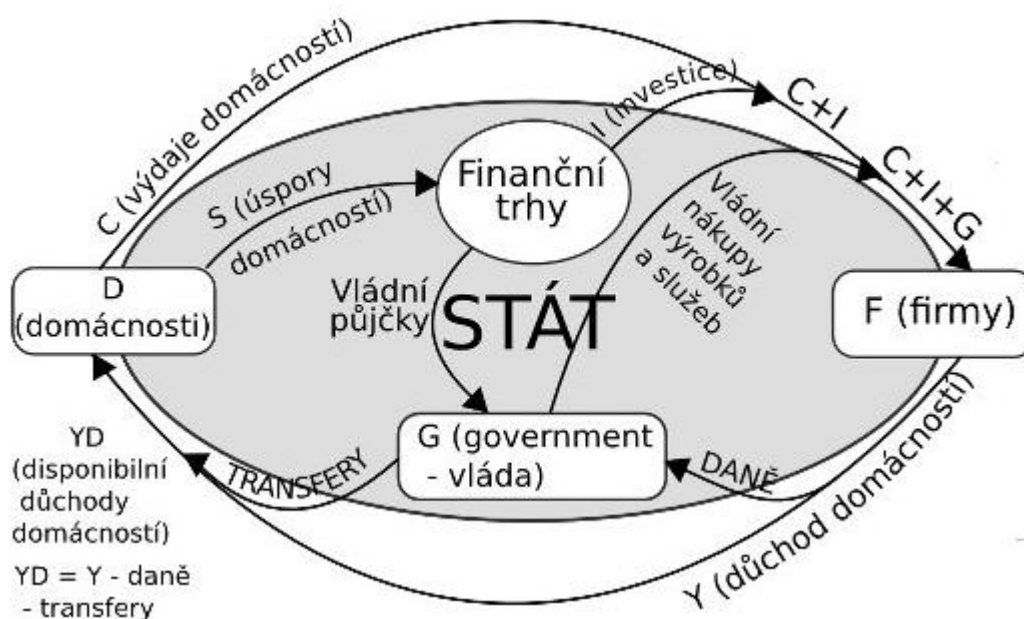 C (výdaje domácností)
I (investice)
C+I
C+I+G
S (úspory
domácností)
Finanční
trhy
Vládní
nákupy
výrobků
a služeb
D
(domácnosti)
Vládní
půjčky
STÁT
F (firmy)
G (government
- vláda)
TRANSFERY
DANĚ
Y (důchod domácností)
YD
(disponibilní
důchody
domácností)
YD = Y - daně
- transfery